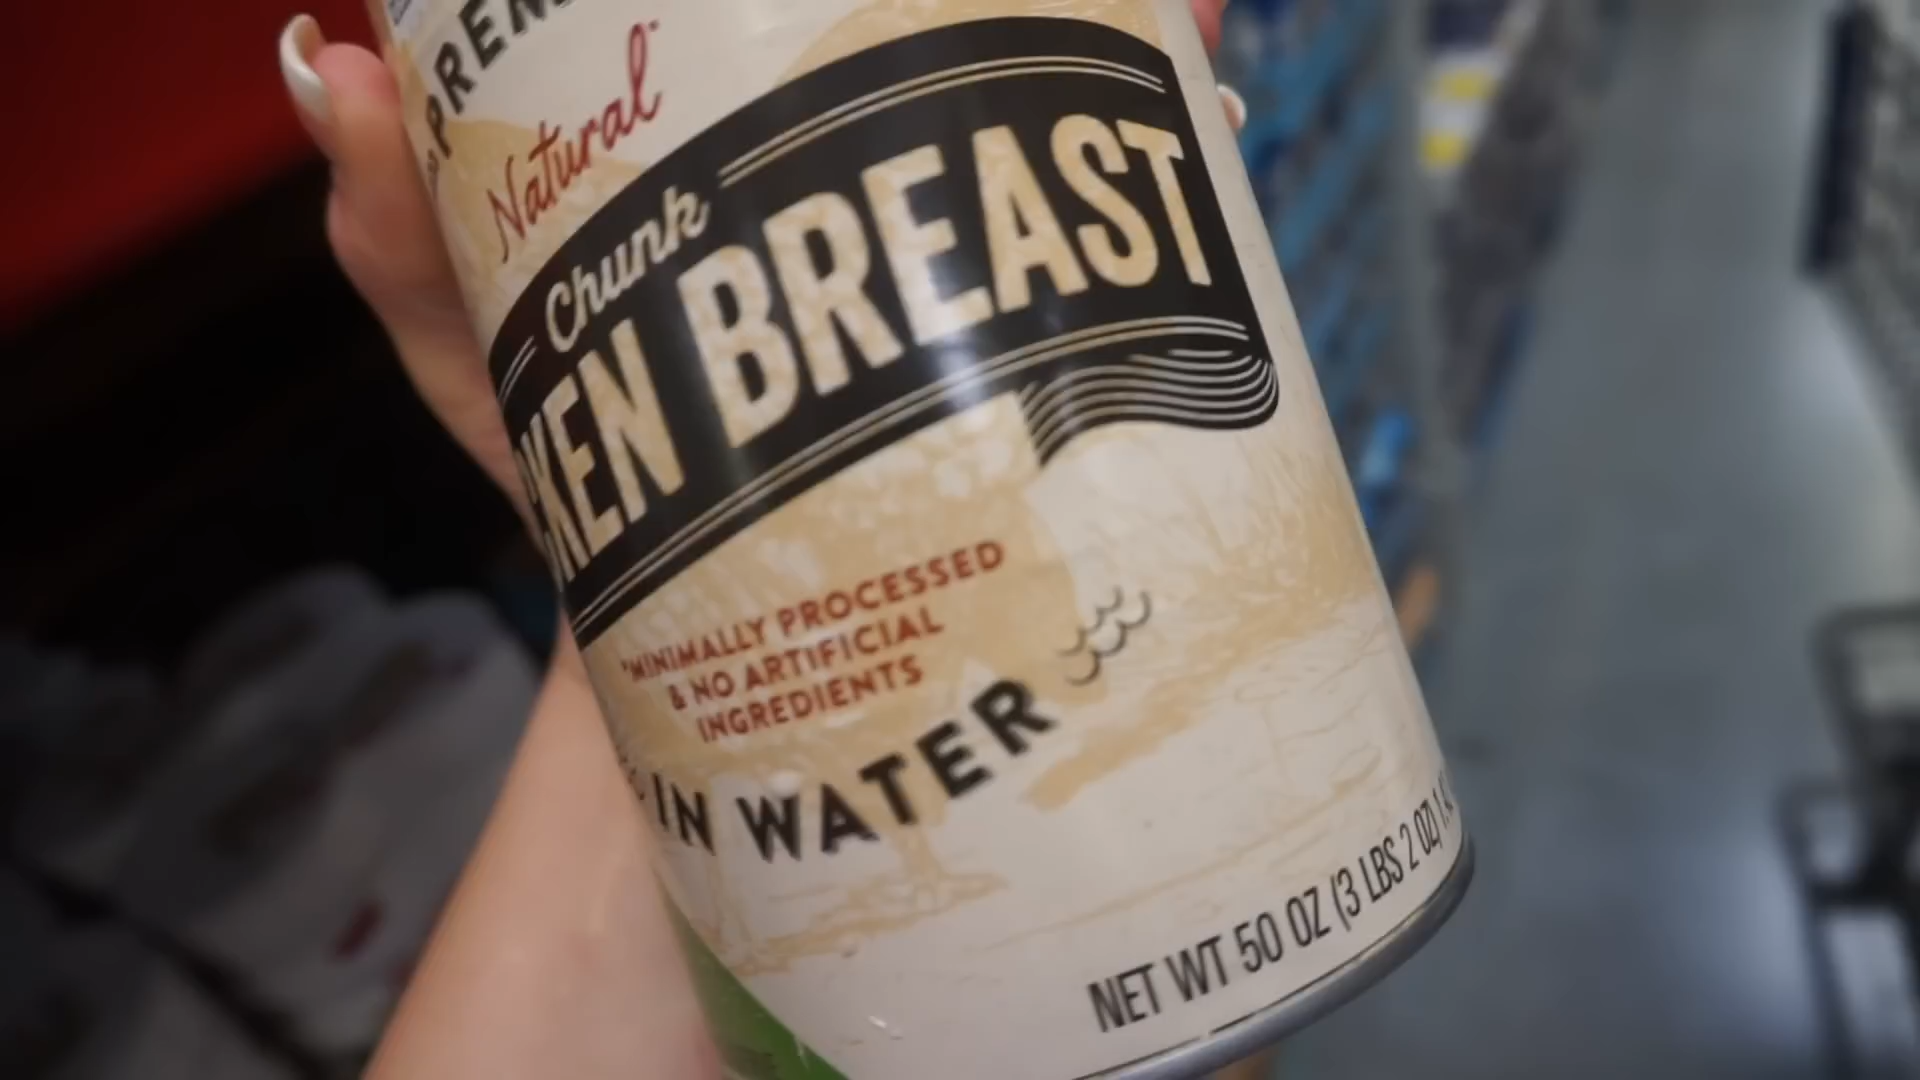 PREM
Natural*
Chunk
KEN BREAST
*MINIMALLY PROCESSED
& NO ARTIFICIAL
INGREDIENTS
IN WATER
NET WT 50 OZ (3 LBS 2 OZ) 1.